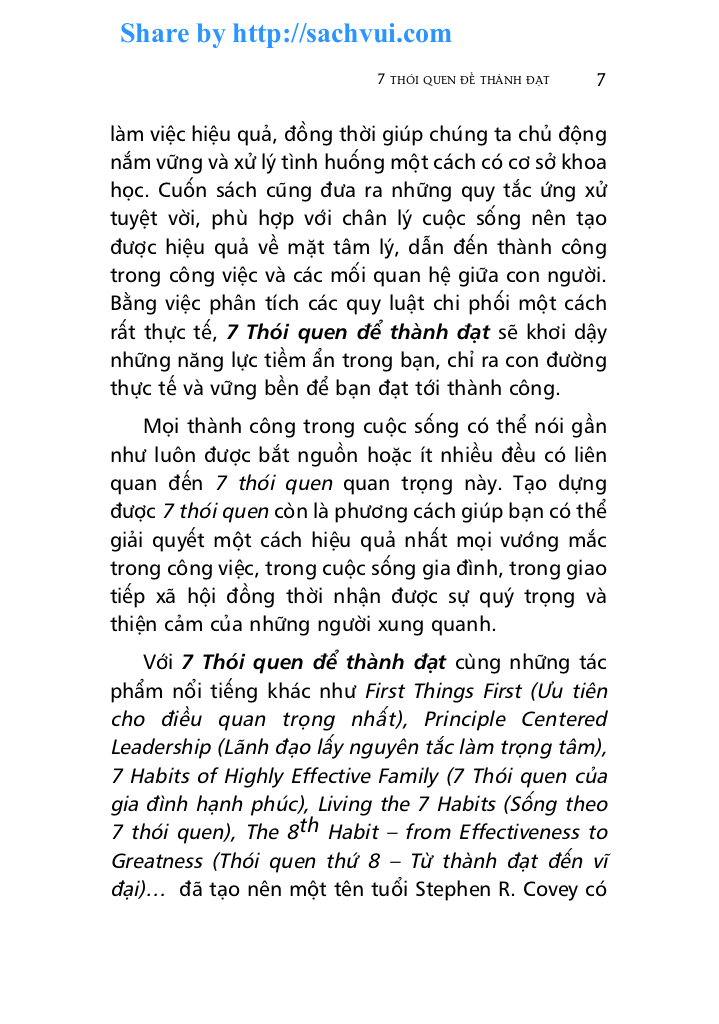 Share by http://sachvui.com
7 THÓI QUEN ĐỂ THÀNH ĐẠT 7
làm việc hiệu quả, đồng thời giúp chúng ta chủ động
nắm vững và xử lý tình huống một cách có cơ sở khoa
học. Cuốn sách cũng đưa ra những quy tắc ứng xử
tuyệt vời, phù hợp với chân lý cuộc sống nên tạo
được hiệu quả về mặt tâm lý, dẫn đến thành công
trong công việc và các mối quan hệ giữa con người.
Bằng việc phân tích các quy luật chi phối một cách
rất thực tế, 7 Thói quen để thành đạt sẽ khơi dậy
những năng lực tiềm ẩn trong bạn, chỉ ra con đường
thực tế và vững bền để bạn đạt tới thành công.
Mọi thành công trong cuộc sống có thể nói gần
như luôn được bắt nguồn hoặc ít nhiều đều có liên
quan đến 7 thói quen quan trọng này. Tạo dựng
được 7 thói quen còn là phương cách giúp bạn có thể
giải quyết một cách hiệu quả nhất mọi vướng mắc
trong công việc, trong cuộc sống gia đình, trong giao
tiếp xã hội đồng thời nhận được sự quý trọng và
thiện cảm của những người xung quanh.
Với 7 Thói quen để thành đạt cùng những tác
phẩm nổi tiếng khác như First Things First (Ưu tiên
cho điều quan trọng nhất), Principle Centered
Leadership (Lãnh đạo lấy nguyên tắc làm trọng tâm),
7 Habits of Highly Effective Family (7 Thói quen của
gia đình hạnh phúc), Living the 7 Habits (Sống theo
7 thói quen), The 8th Habit – from Effectiveness to
Greatness (Thói quen thứ 8 – Từ thành đạt đến vĩ
đại)… đã tạo nên một tên tuổi Stephen R. Covey có